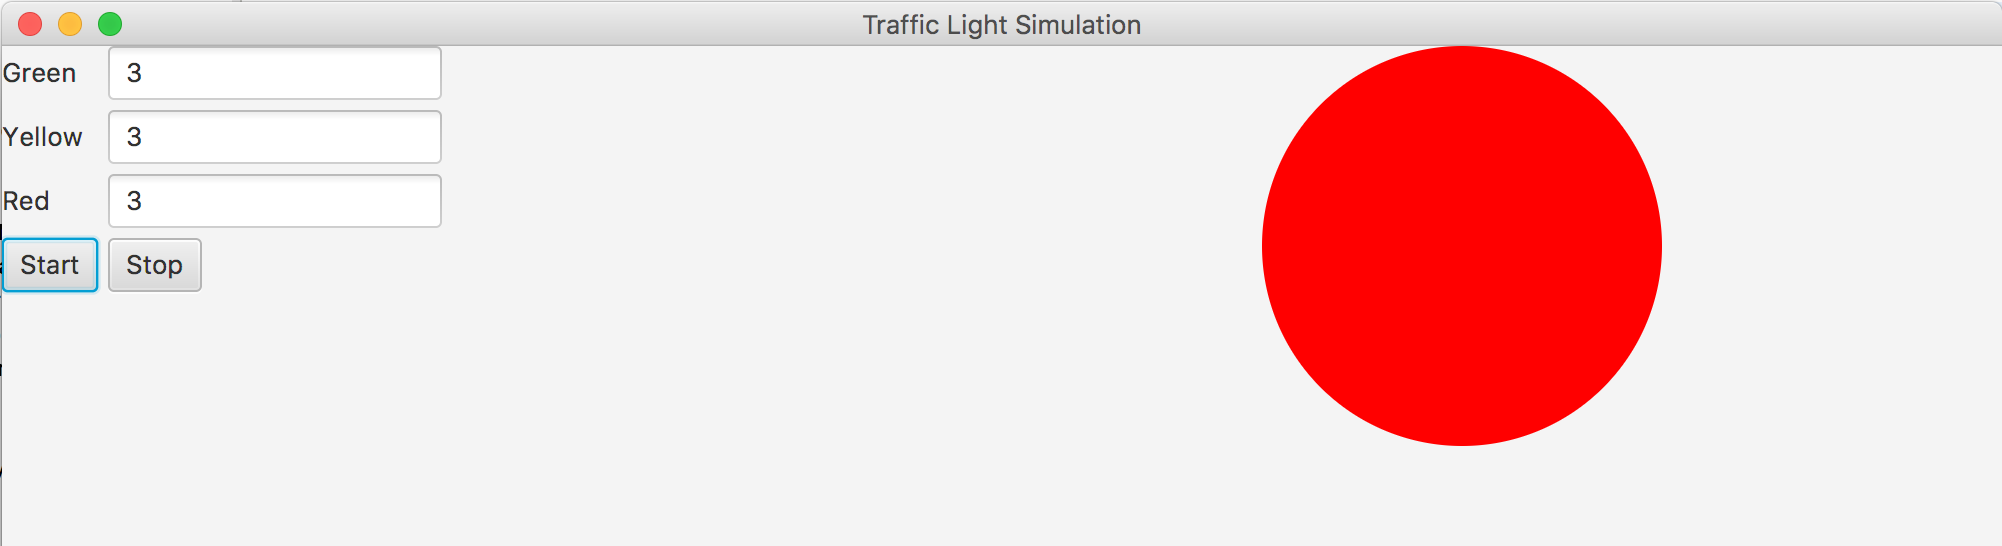 Traffic Light Simulation
Green 3
Yellow 3
Red 3
Start Stop